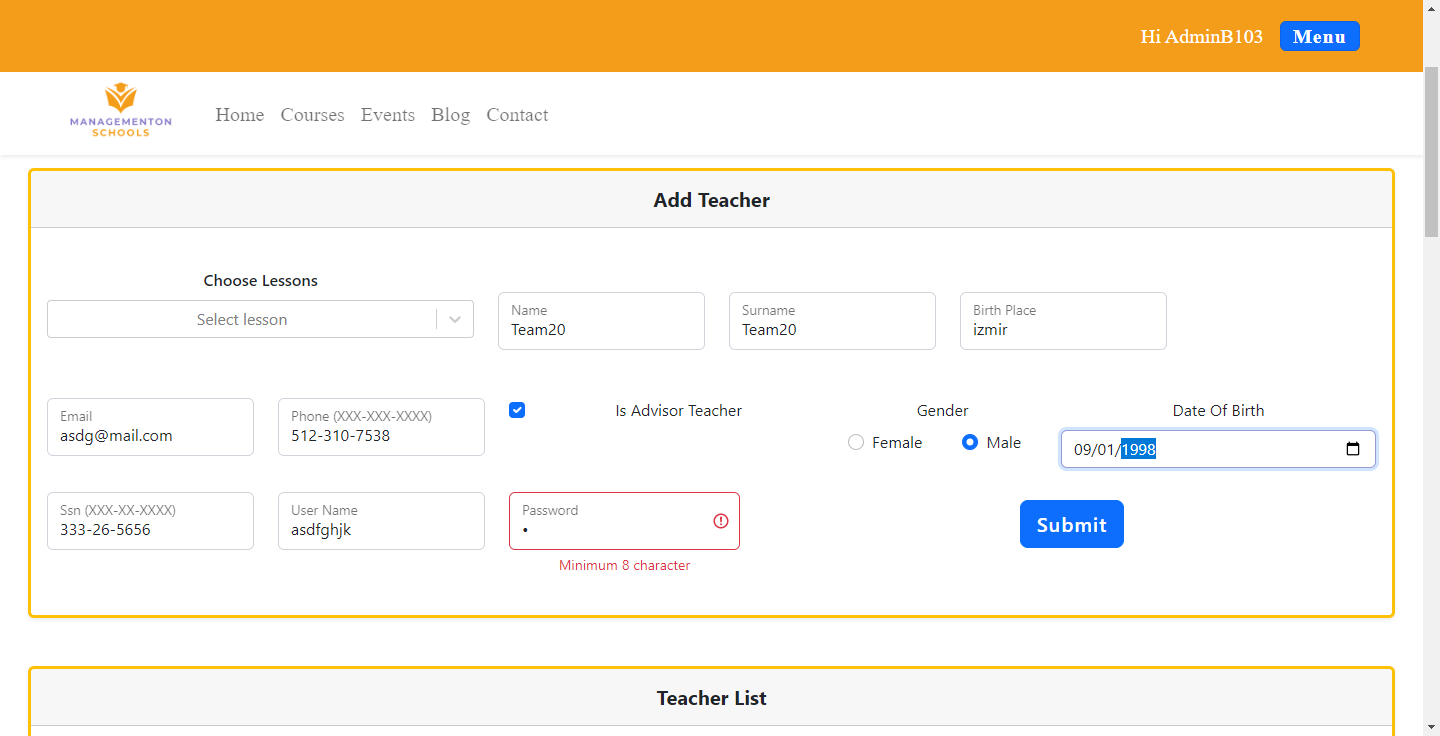 Hi AdminB103
Menu
MANAGEMENTON
SCHOOLS
Home Courses Events Blog Contact
Add Teacher
Choose Lessons
Select lesson
Name
Team20
Surname
Team20
Birth Place
izmir
Email
asdg@mail.com
Phone (XXX-XXX-XXXX)
512-310-7538
Is Advisor Teacher
Gender
Female
Male
Date Of Birth
09/01/1998
Ssn (XXX-XX-XXXX)
333-26-5656
User Name
asdfghjk
Password
•
Minimum 8 character
Submit
Teacher List